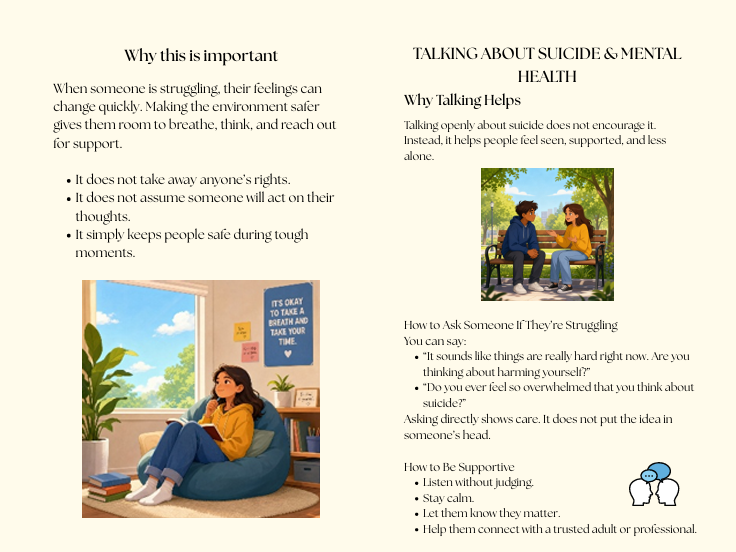 Why this is important
When someone is struggling, their feelings can
change quickly. Making the environment safer
gives them room to breathe, think, and reach out
for support.
• It does not take away anyone's rights.
• It does not assume someone will act on their
thoughts.
• It simply keeps people safe during tough
moments.
IT'S OKAY
TO TAKE A
BREATH AND
TAKE YOUR
TIME.
TALKING ABOUT SUICIDE & MENTAL
HEALTH
Why Talking Helps
Talking openly about suicide does not encourage it.
Instead, it helps people feel seen, supported, and less
alone.
How to Ask Someone If They're Struggling
You can say:
• "It sounds like things are really hard right now. Are you
thinking about harming yourself?"
• "Do you ever feel so overwhelmed that you think about
suicide?"
Asking directly shows care. It does not put the idea in
someone's head.
How to Be Supportive
• Listen without judging.
• Stay calm.
• Let them know they matter.
• Help them connect with a trusted adult or professional.